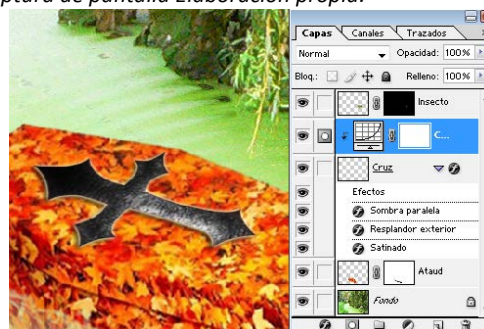 ptura de pantalla Elaboración propia.
Capas Canales Trazados
Normal Opacidad: 100%
Bloq.: Relleno: 100%
Insecto
C...
Cruz
Efectos
Sombra paralela
Resplandor exterior
Satinado
Ataud
Fondo